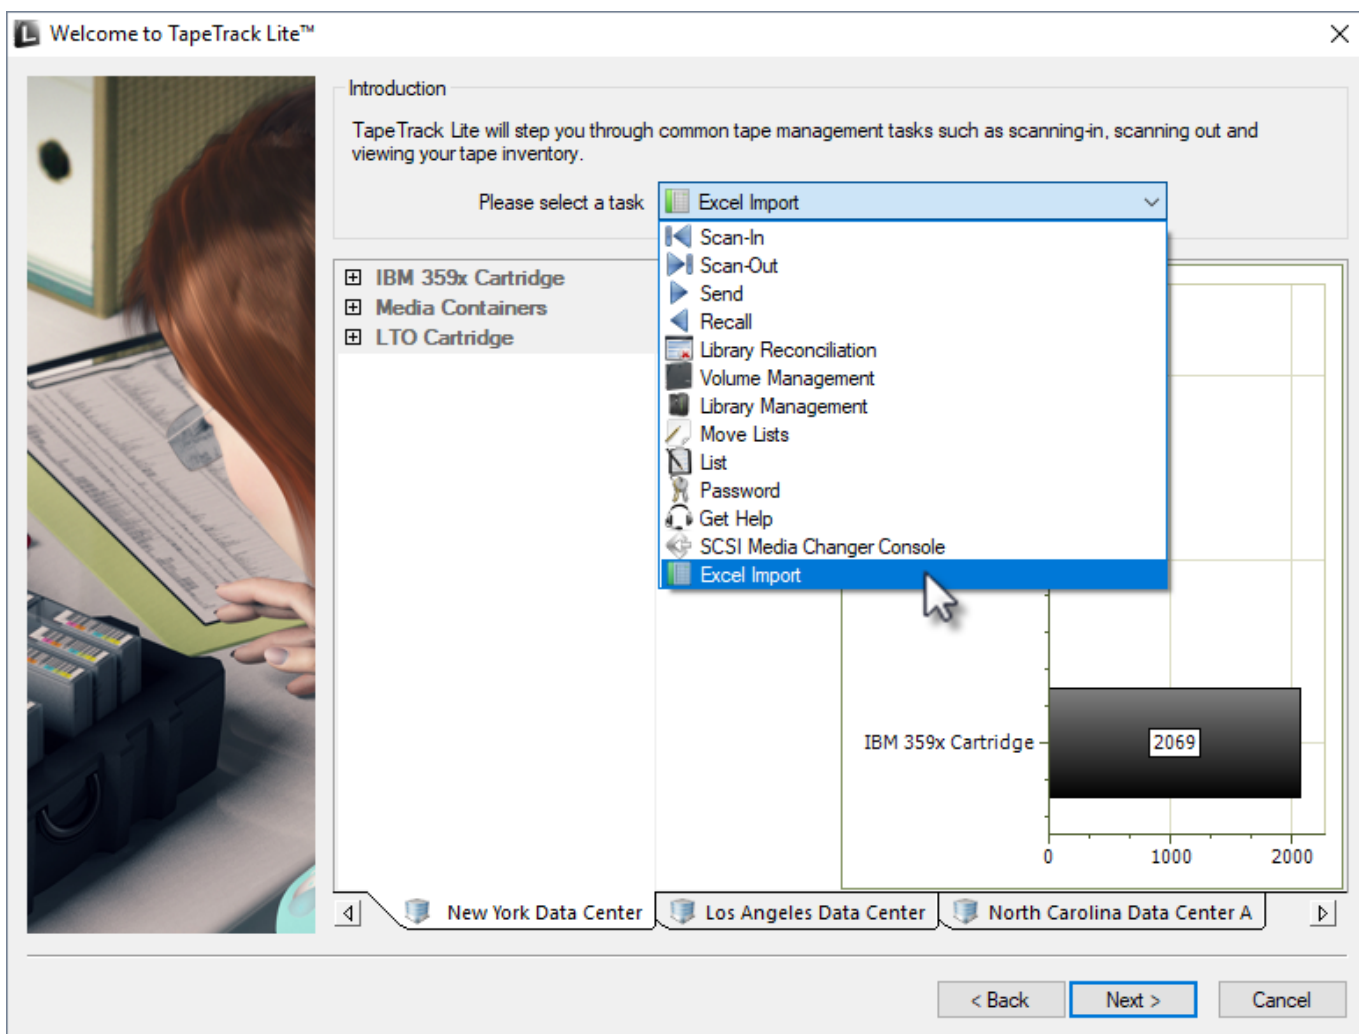 Welcome to TapeTrack Lite™
Introduction
TapeTrack Lite will step you through common tape management tasks such as scanning-in, scanning out and
viewing your tape inventory.
Please select a task
Excel Import
Scan-In
Scan-Out
Send
Recall
Library Reconciliation
Volume Management
Library Management
Move Lists
List
Password
Get Help
SCSI Media Changer Console
Excel Import
IBM 359x Cartridge
Media Containers
LTO Cartridge
IBM 359x Cartridge
2069
0 1000 2000
New York Data Center
Los Angeles Data Center
North Carolina Data Center A
< Back
Next >
Cancel